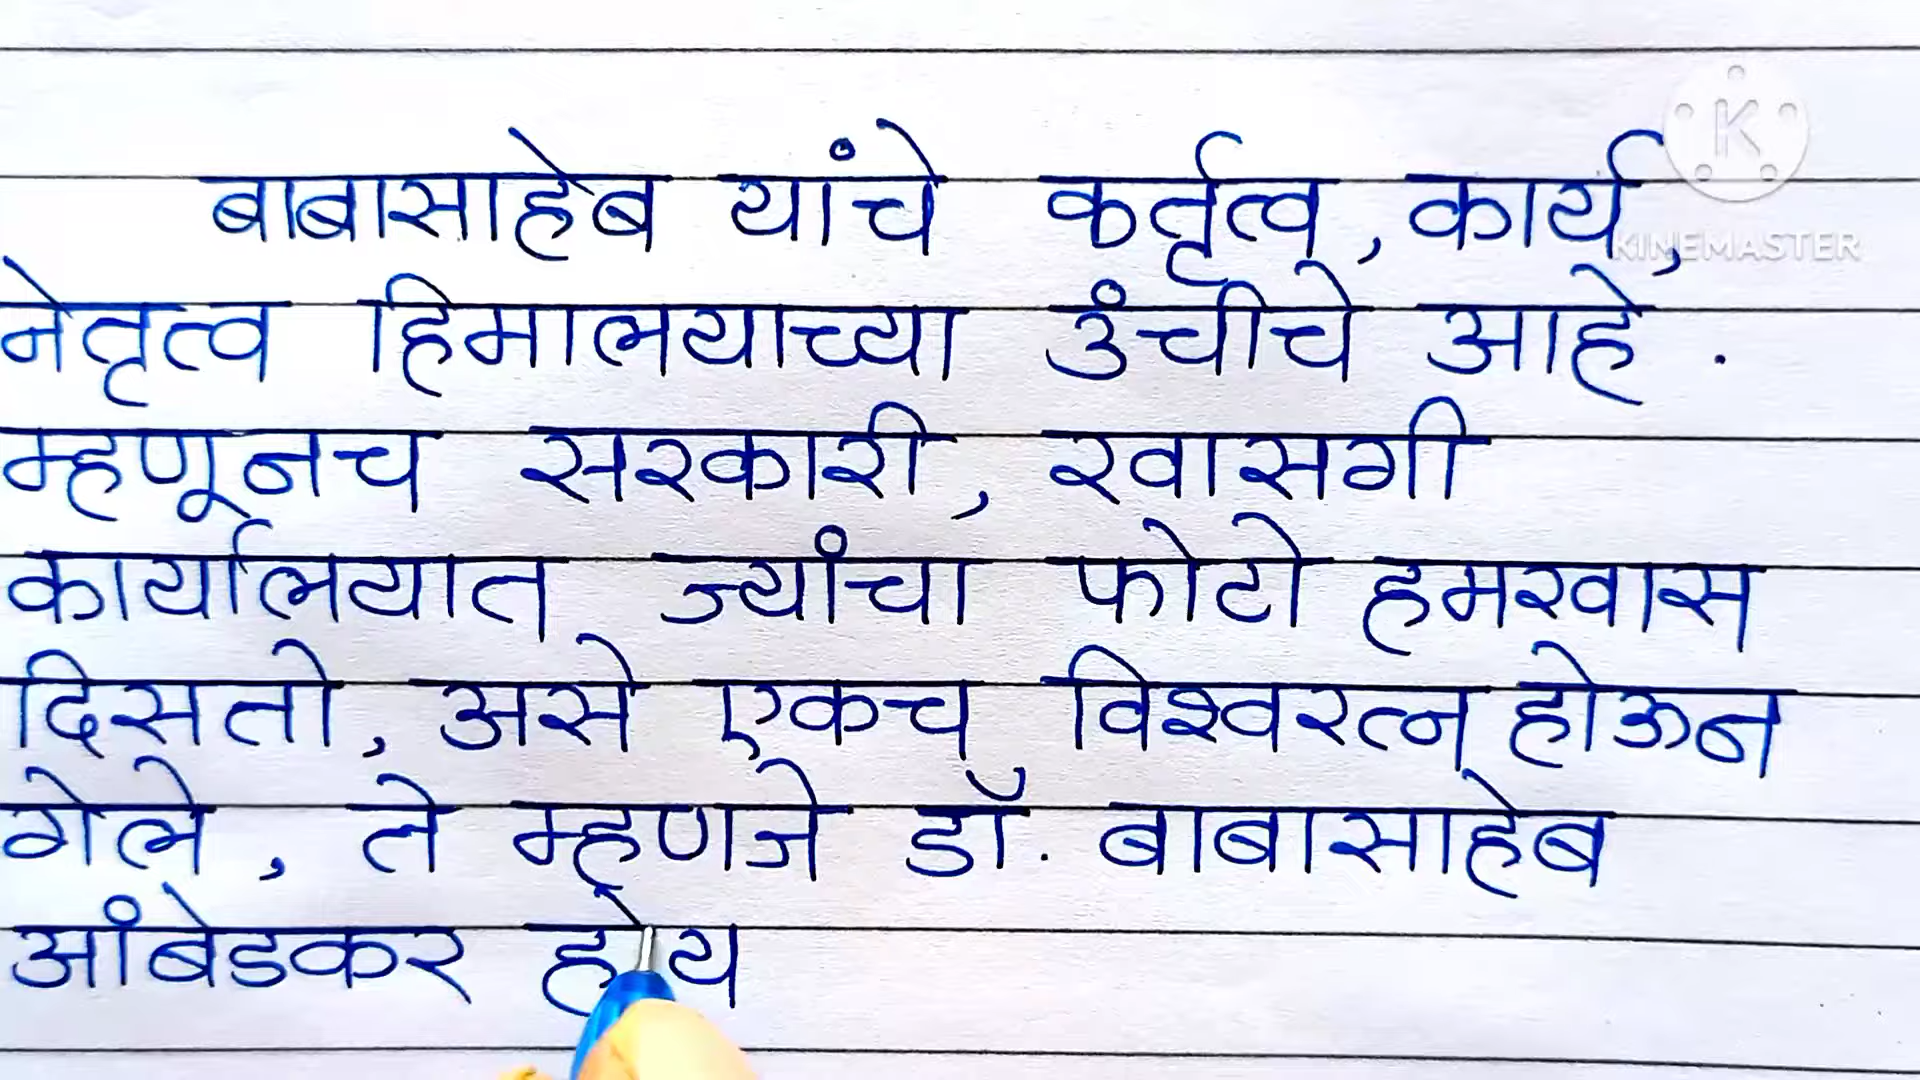 बाबासाहेब यांचे कर्तृत्व, कार्य,
नेतृत्व हिमालयाच्या उंचीचे आहे.
म्हणूनच सरकारी, खासगी
कार्यालयात ज्यांचा फोटो हमखास
दिसतो, असे एकच विश्वरत्न होऊन
गेले, ते म्हणजे डॉ. बाबासाहेब
आंबेडकर होय
K
KINEMASTER